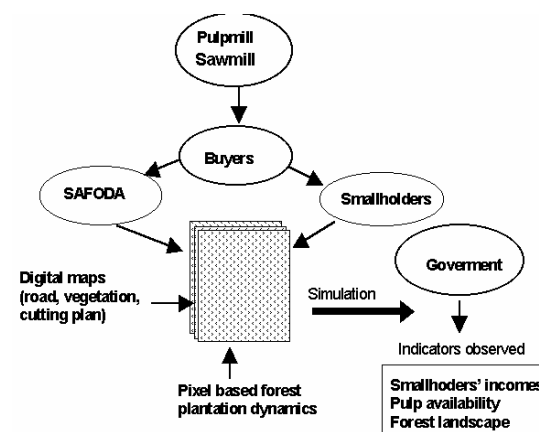 Pulpmill
Sawmill
Buyers
SAFODA
Smallholders
Goverment
Digital maps
(road, vegetation,
cutting plan)
Simulation
Indicators observed
Pixel based forest
plantation dynamics
Smallhoders' incomes
Pulp availability
Forest landscape